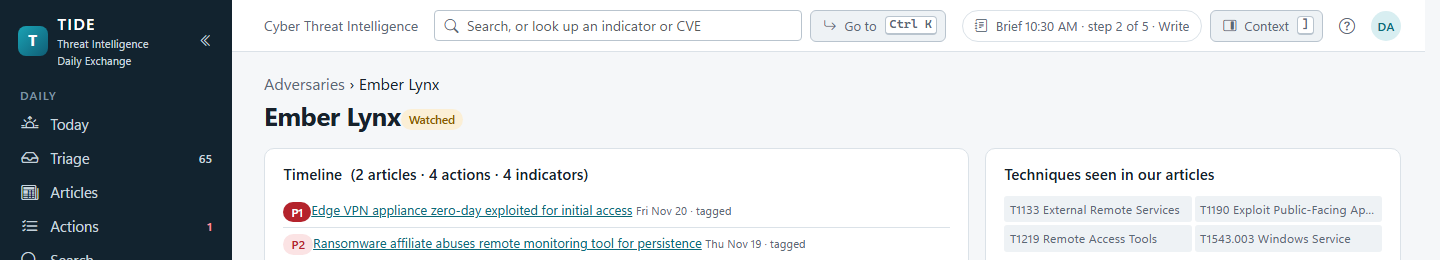 T
TIDE
Threat Intelligence
Daily Exchange
DAILY
Today
Triage 65
Articles
Actions 1
Search
Cyber Threat Intelligence
Search, or look up an indicator or CVE
Go to Ctrl K
Brief 10:30 AM · step 2 of 5 · Write
Context ]
?
DA
Adversaries › Ember Lynx
Ember Lynx Watched
Timeline (2 articles · 4 actions · 4 indicators)
P1 Edge VPN appliance zero-day exploited for initial access Fri Nov 20 · tagged
P2 Ransomware affiliate abuses remote monitoring tool for persistence Thu Nov 19 · tagged
Techniques seen in our articles
T1133 External Remote Services T1190 Exploit Public-Facing Ap...
T1219 Remote Access Tools T1543.003 Windows Service